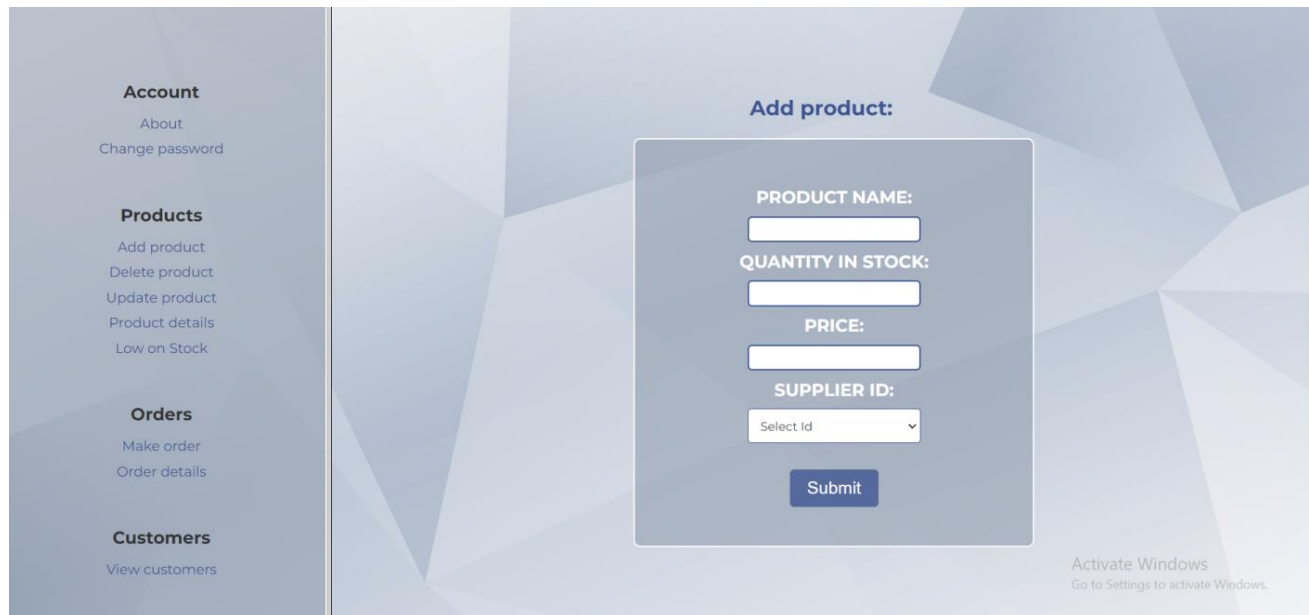 Account
About
Change password
Products
Add product
Delete product
Update product
Product details
Low on Stock
Orders
Make order
Order details
Customers
View customers
Add product:
PRODUCT NAME:
QUANTITY IN STOCK:
PRICE:
SUPPLIER ID:
Select Id
Submit
Activate Windows
Go to Settings to activate Windows.